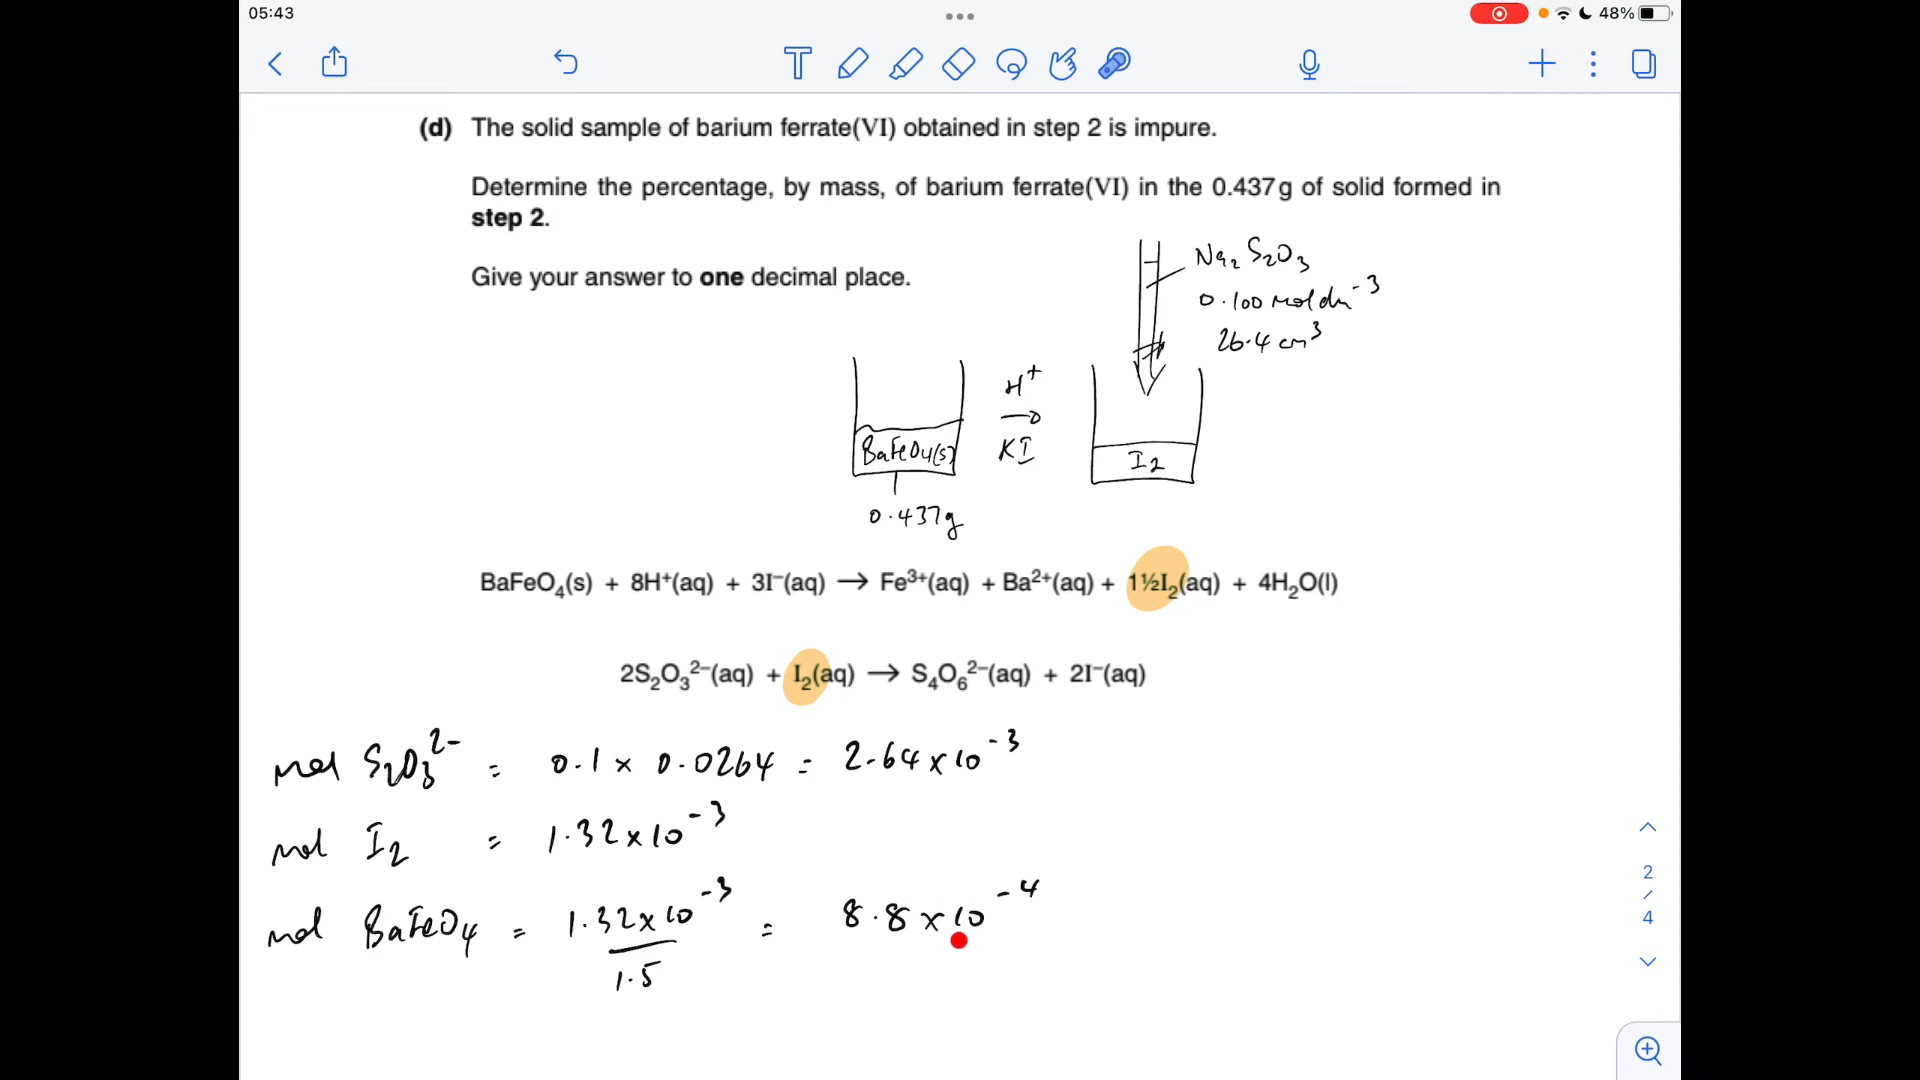 05:43
48%
(d) The solid sample of barium ferrate(VI) obtained in step 2 is impure.
Determine the percentage, by mass, of barium ferrate(VI) in the 0.437 g of solid formed in
step 2.
Give your answer to one decimal place.
Na₂S₂O₃
0.100 mol dm⁻³
26.4 cm³
H⁺
KI
BaFeO₄(s)
I₂
0.437g
BaFeO₄(s) + 8H⁺(aq) + 3I⁻(aq) → Fe³⁺(aq) + Ba²⁺(aq) + 1½I₂(aq) + 4H₂O(l)
2S₂O₃²⁻(aq) + I₂(aq) → S₄O₆²⁻(aq) + 2I⁻(aq)
mol S₂O₃²⁻ = 0.1 × 0.0264 = 2.64 × 10⁻³
mol I₂ = 1.32 × 10⁻³
mol BaFeO₄ = 1.32 × 10⁻³ = 8.8 × 10⁻⁴
1.5
2
/
4